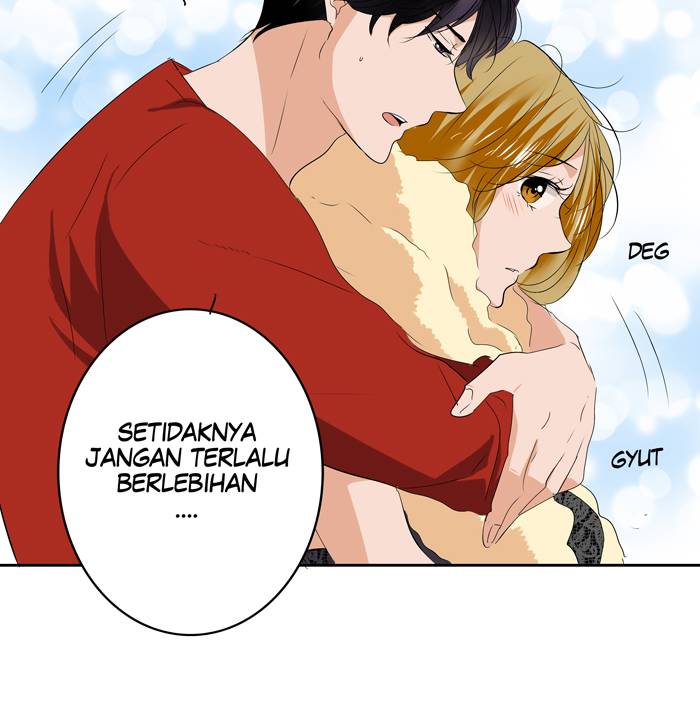 DEG
GYUT
SETIDAKNYA
JANGAN TERLALU
BERLEBIHAN
....